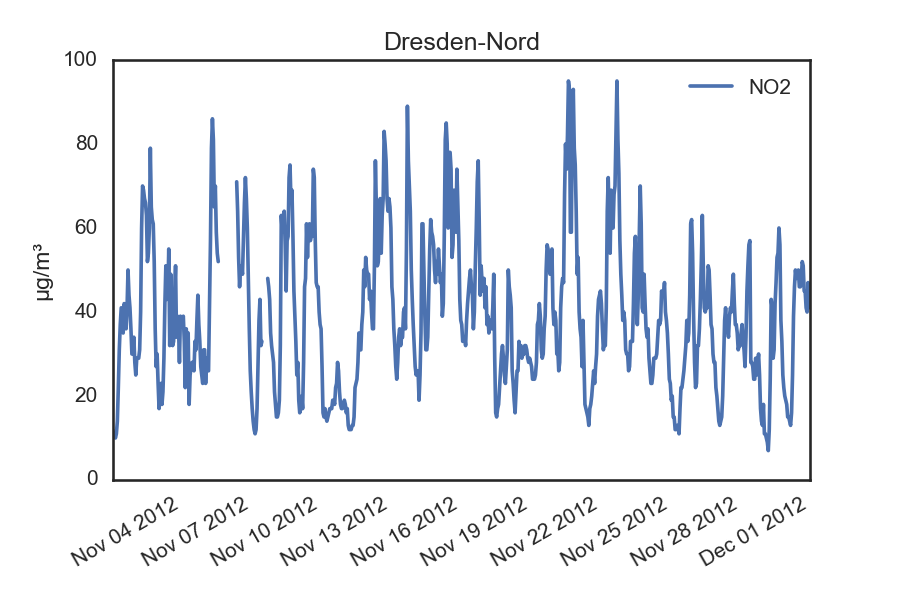 Dresden-Nord
NO2
µg/m³
100
80
60
40
20
0
Nov 04 2012
Nov 07 2012
Nov 10 2012
Nov 13 2012
Nov 16 2012
Nov 19 2012
Nov 22 2012
Nov 25 2012
Nov 28 2012
Dec 01 2012